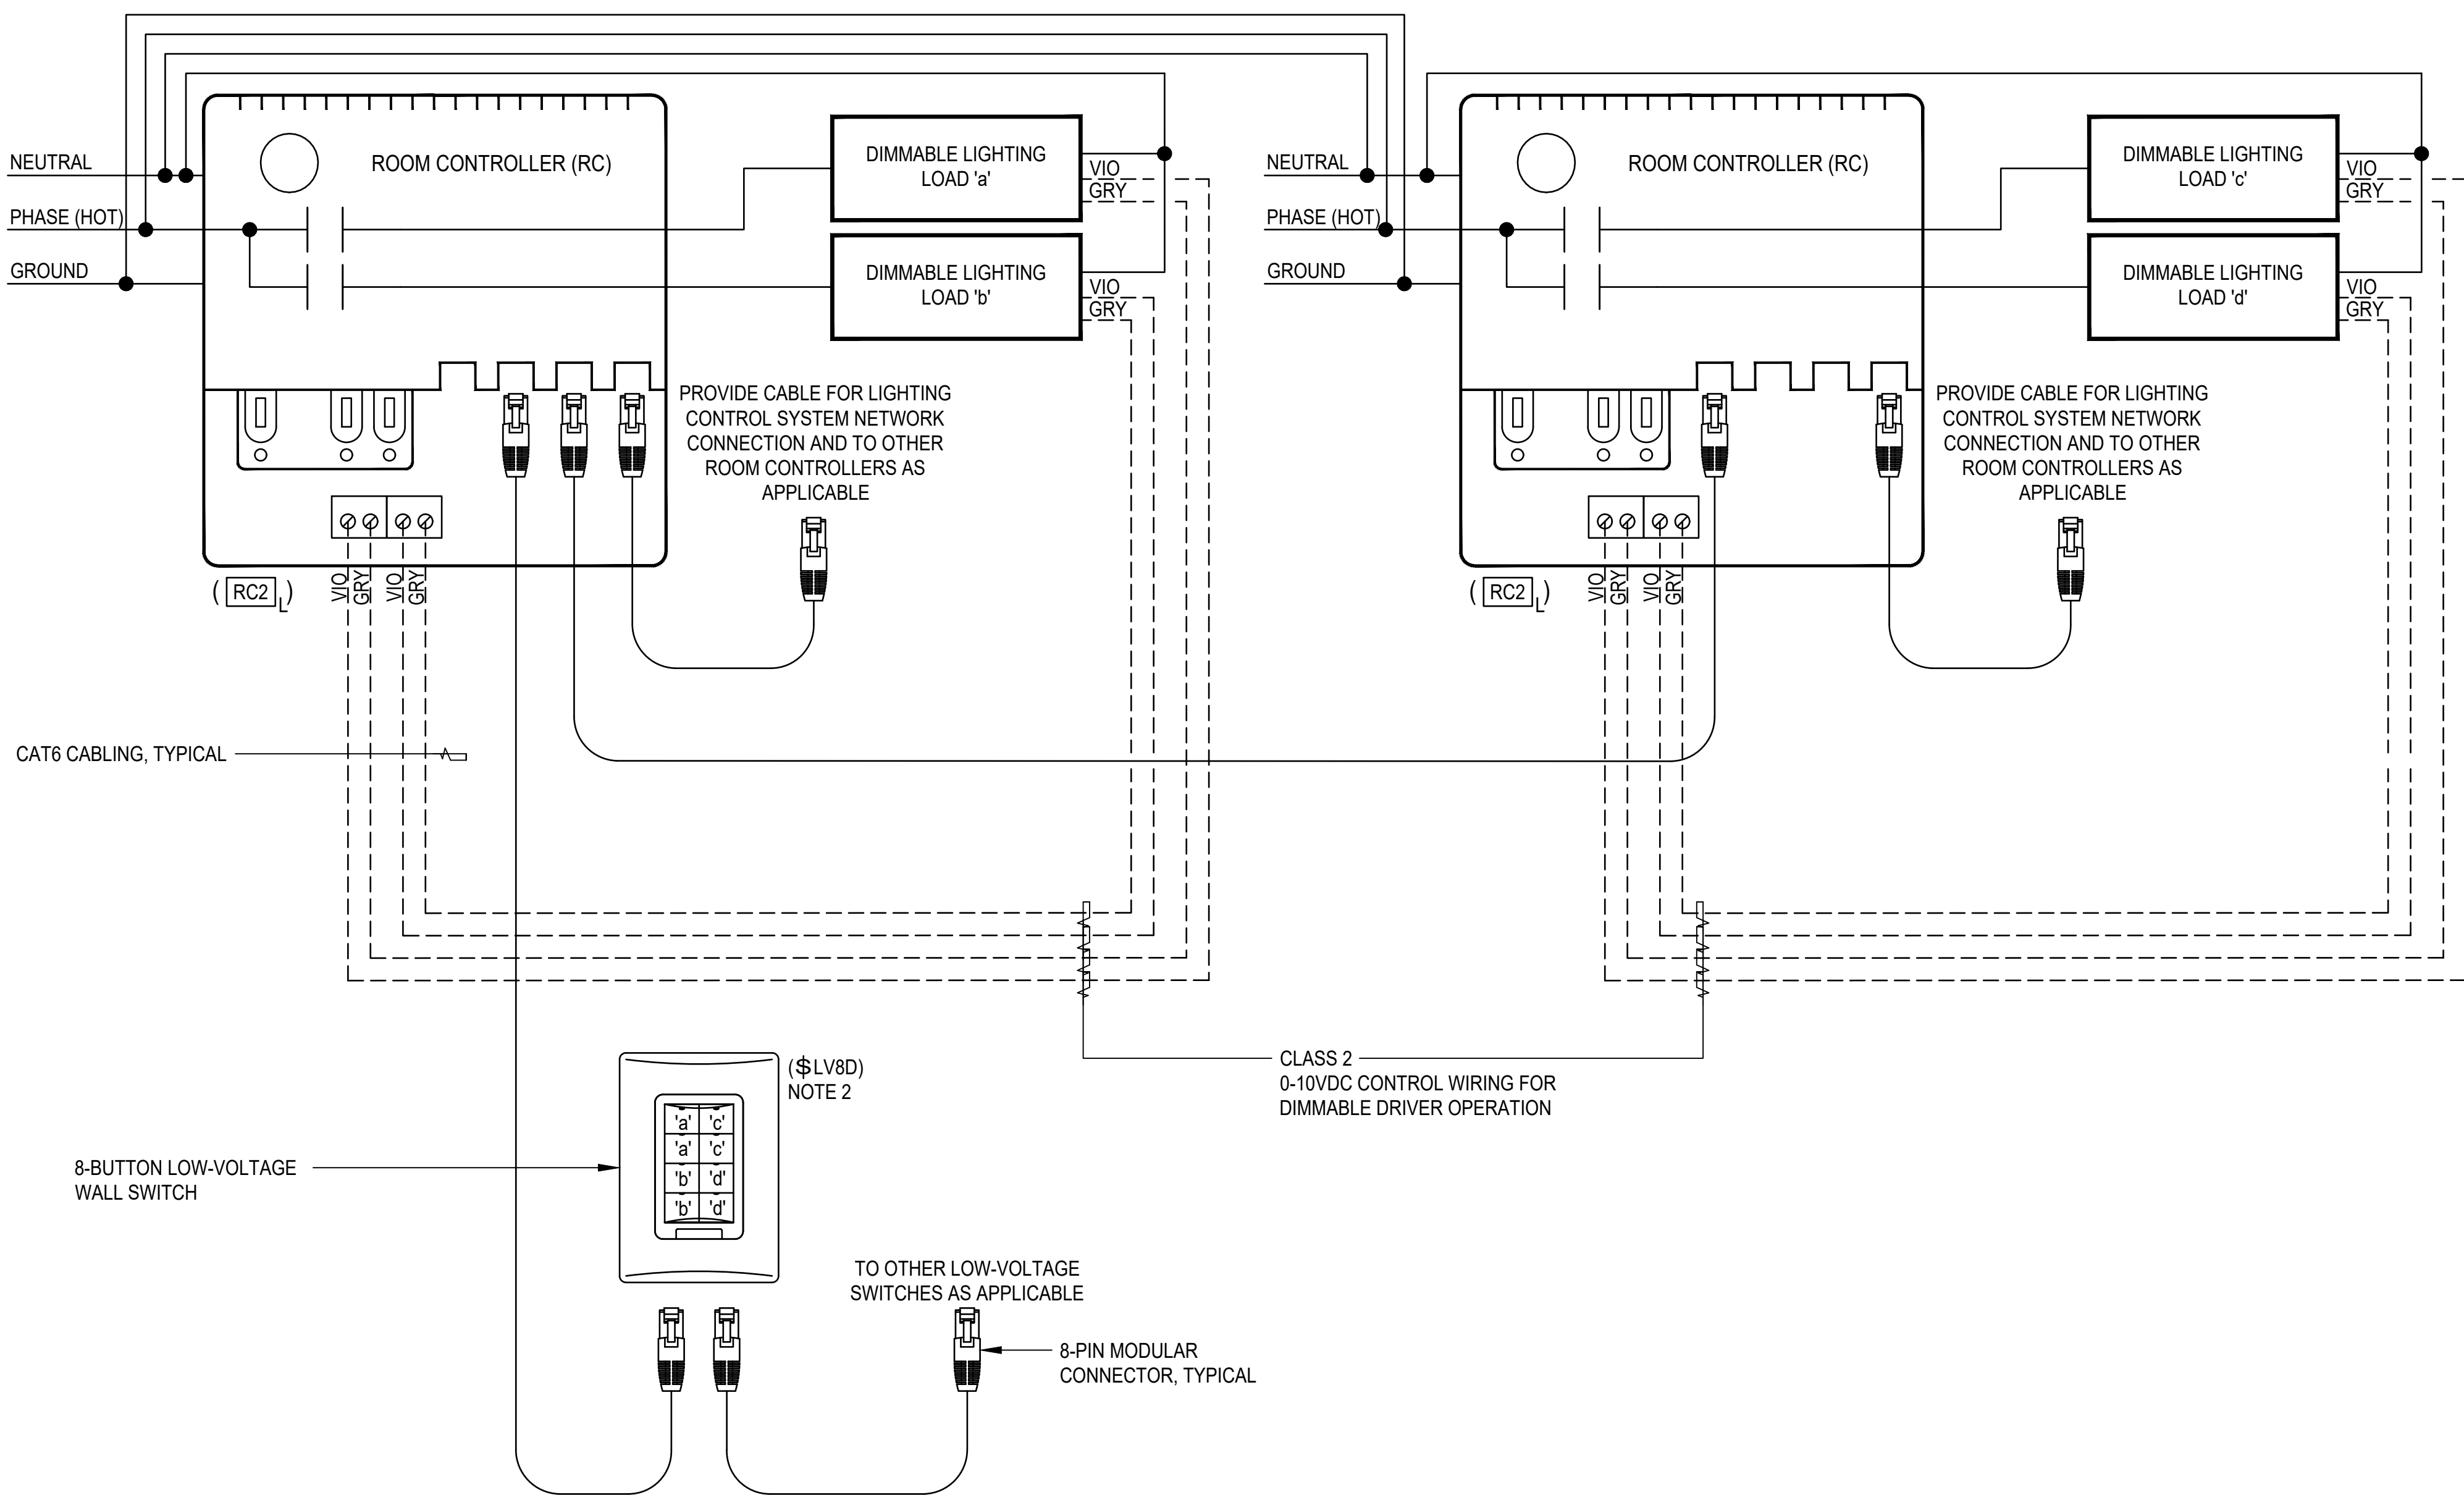 NEUTRAL
PHASE (HOT)
GROUND
ROOM CONTROLLER (RC)
DIMMABLE LIGHTING
LOAD 'a'
VIO
GRY
DIMMABLE LIGHTING
LOAD 'b'
VIO
GRY
PROVIDE CABLE FOR LIGHTING
CONTROL SYSTEM NETWORK
CONNECTION AND TO OTHER
ROOM CONTROLLERS AS
APPLICABLE
(RC2 L)
VIO
GRY
VIO
GRY
NEUTRAL
PHASE (HOT)
GROUND
ROOM CONTROLLER (RC)
DIMMABLE LIGHTING
LOAD 'c'
VIO
GRY
DIMMABLE LIGHTING
LOAD 'd'
VIO
GRY
PROVIDE CABLE FOR LIGHTING
CONTROL SYSTEM NETWORK
CONNECTION AND TO OTHER
ROOM CONTROLLERS AS
APPLICABLE
(RC2 L)
VIO
GRY
VIO
GRY
CAT6 CABLING, TYPICAL
CLASS 2
0-10VDC CONTROL WIRING FOR
DIMMABLE DRIVER OPERATION
($LV8D)
NOTE 2
'a' 'c'
'a' 'c'
'b' 'd'
'b' 'd'
8-BUTTON LOW-VOLTAGE
WALL SWITCH
TO OTHER LOW-VOLTAGE
SWITCHES AS APPLICABLE
8-PIN MODULAR
CONNECTOR, TYPICAL